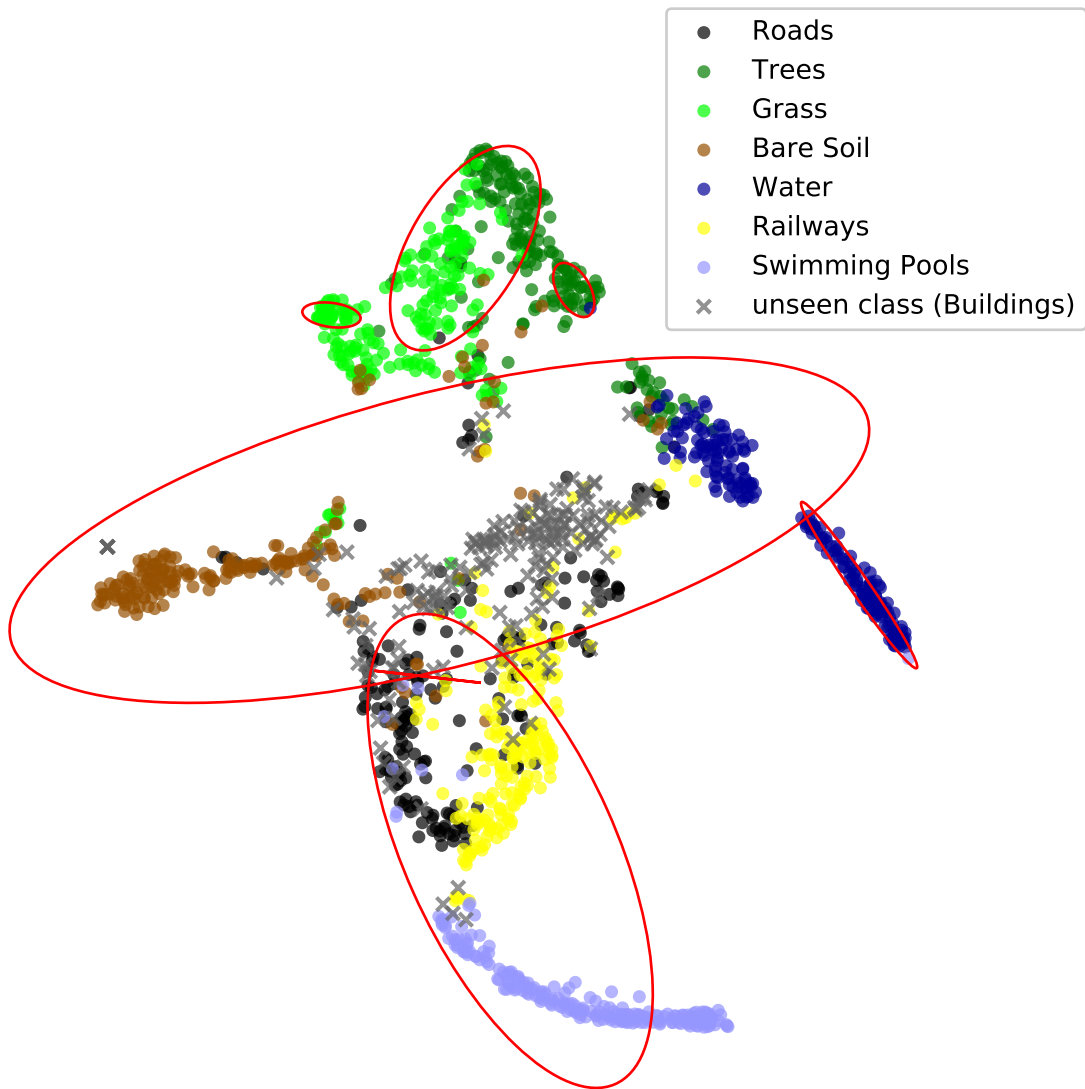 Roads
Trees
Grass
Bare Soil
Water
Railways
Swimming Pools
unseen class (Buildings)